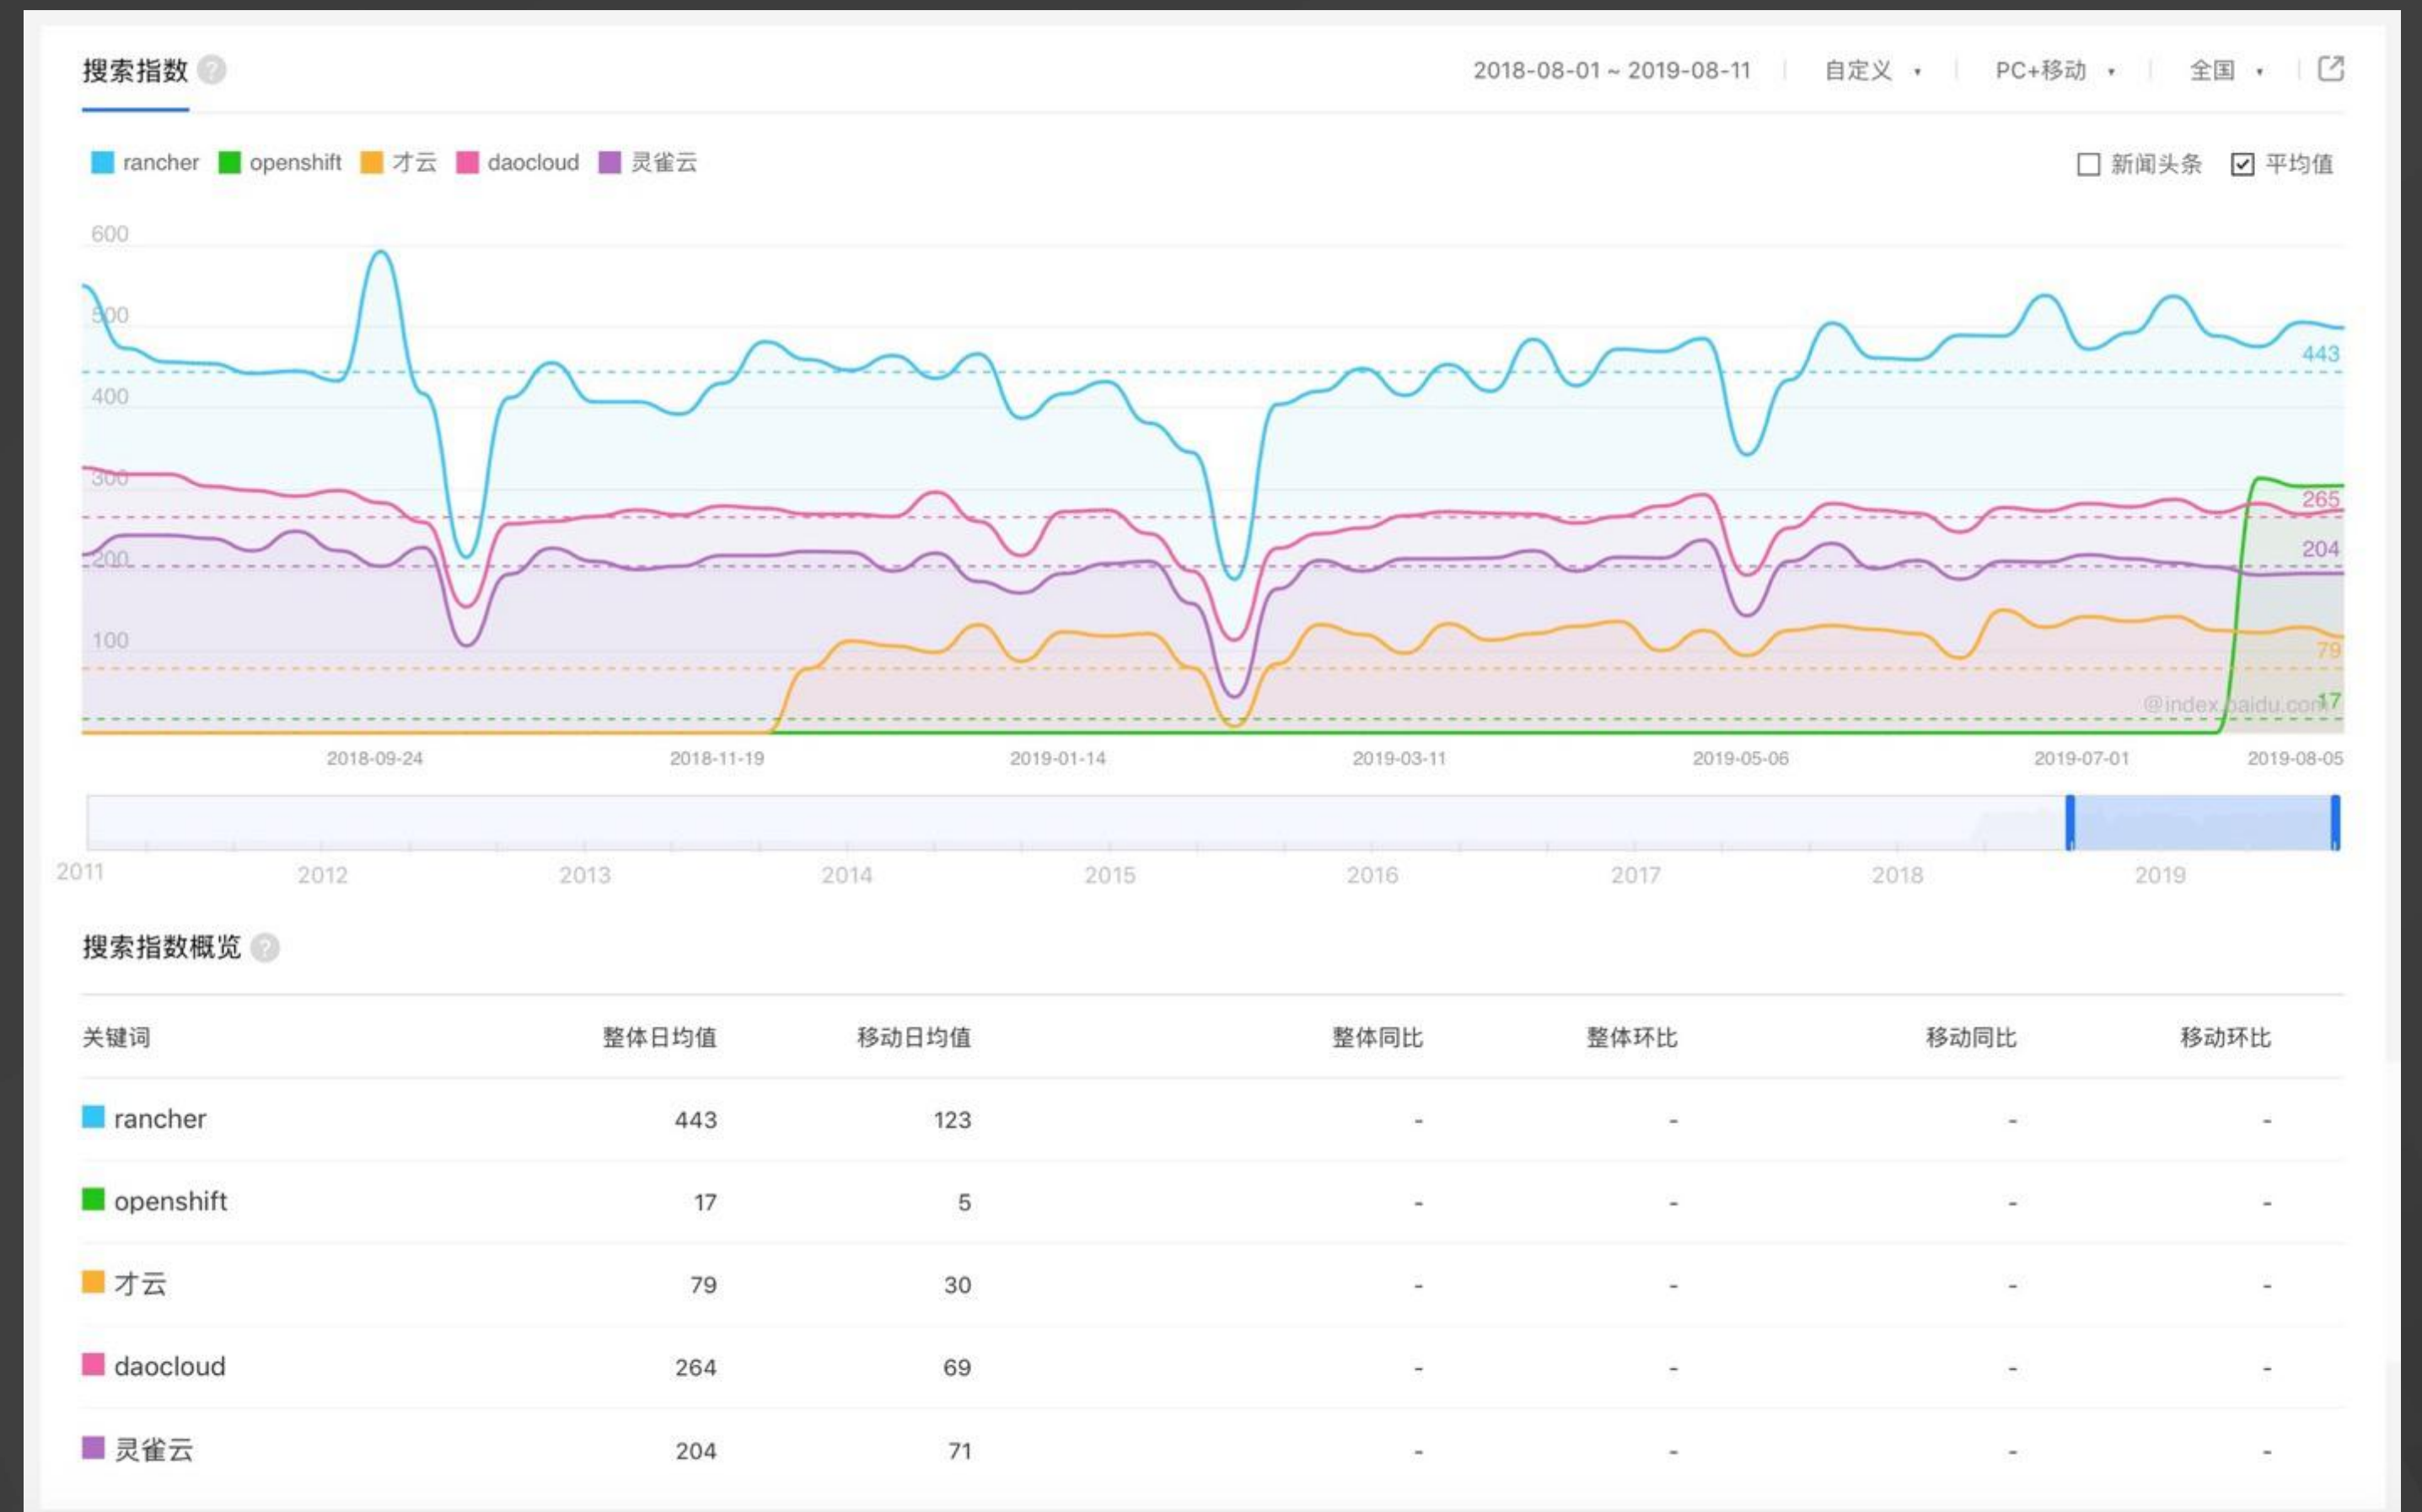 搜索指数 ?
2018-08-01 ~ 2019-08-11 自定义 PC+移动 全国
rancher openshift 才云 daocloud 灵雀云
新闻头条 平均值
600
500
443
400
300
265
204
200
100
79
@index.baidu.com
17
2018-09-24 2018-11-19 2019-01-14 2019-03-11 2019-05-06 2019-07-01 2019-08-05
2011 2012 2013 2014 2015 2016 2017 2018 2019
搜索指数概览 ?
关键词 整体日均值 移动日均值 整体同比 整体环比 移动同比 移动环比
rancher 443 123 - - - -
openshift 17 5 - - - -
才云 79 30 - - - -
daocloud 264 69 - - - -
灵雀云 204 71 - - - -